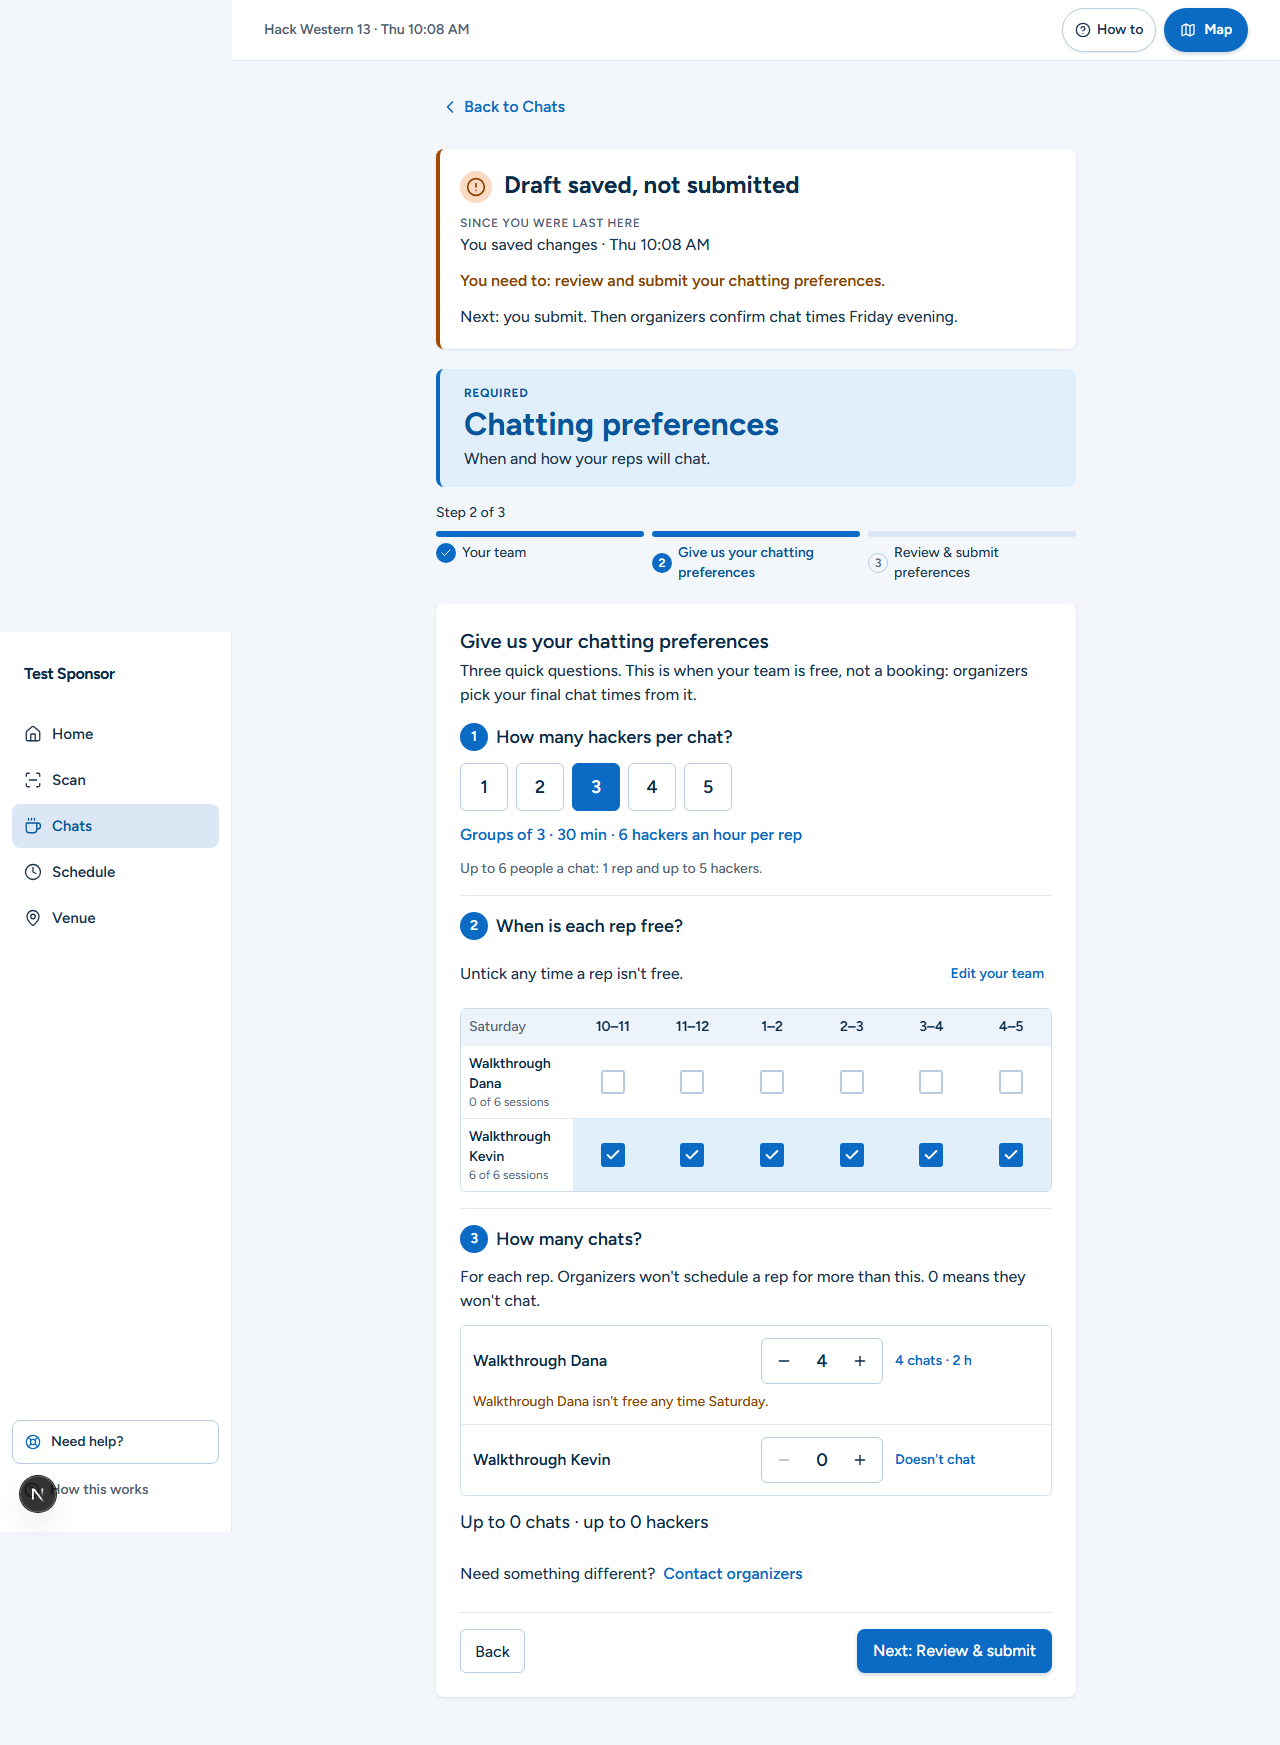 Hack Western 13 · Thu 10:08 AM
How to
Map
Back to Chats
Draft saved, not submitted
SINCE YOU WERE LAST HERE
You saved changes · Thu 10:08 AM
You need to: review and submit your chatting preferences.
Next: you submit. Then organizers confirm chat times Friday evening.
REQUIRED
Chatting preferences
When and how your reps will chat.
Step 2 of 3
Your team
2 Give us your chatting
preferences
3 Review & submit
preferences
Test Sponsor
Home
Scan
Chats
Schedule
Venue
Need help?
How this works
N
Give us your chatting preferences
Three quick questions. This is when your team is free, not a booking: organizers
pick your final chat times from it.
1 How many hackers per chat?
1 2 3 4 5
Groups of 3 · 30 min · 6 hackers an hour per rep
Up to 6 people a chat: 1 rep and up to 5 hackers.
2 When is each rep free?
Untick any time a rep isn't free. Edit your team
Saturday 10–11 11–12 1–2 2–3 3–4 4–5
Walkthrough
Dana
0 of 6 sessions
Walkthrough
Kevin
6 of 6 sessions
3 How many chats?
For each rep. Organizers won't schedule a rep for more than this. 0 means they
won't chat.
Walkthrough Dana − 4 + 4 chats · 2 h
Walkthrough Dana isn't free any time Saturday.
Walkthrough Kevin − 0 + Doesn't chat
Up to 0 chats · up to 0 hackers
Need something different? Contact organizers
Back
Next: Review & submit